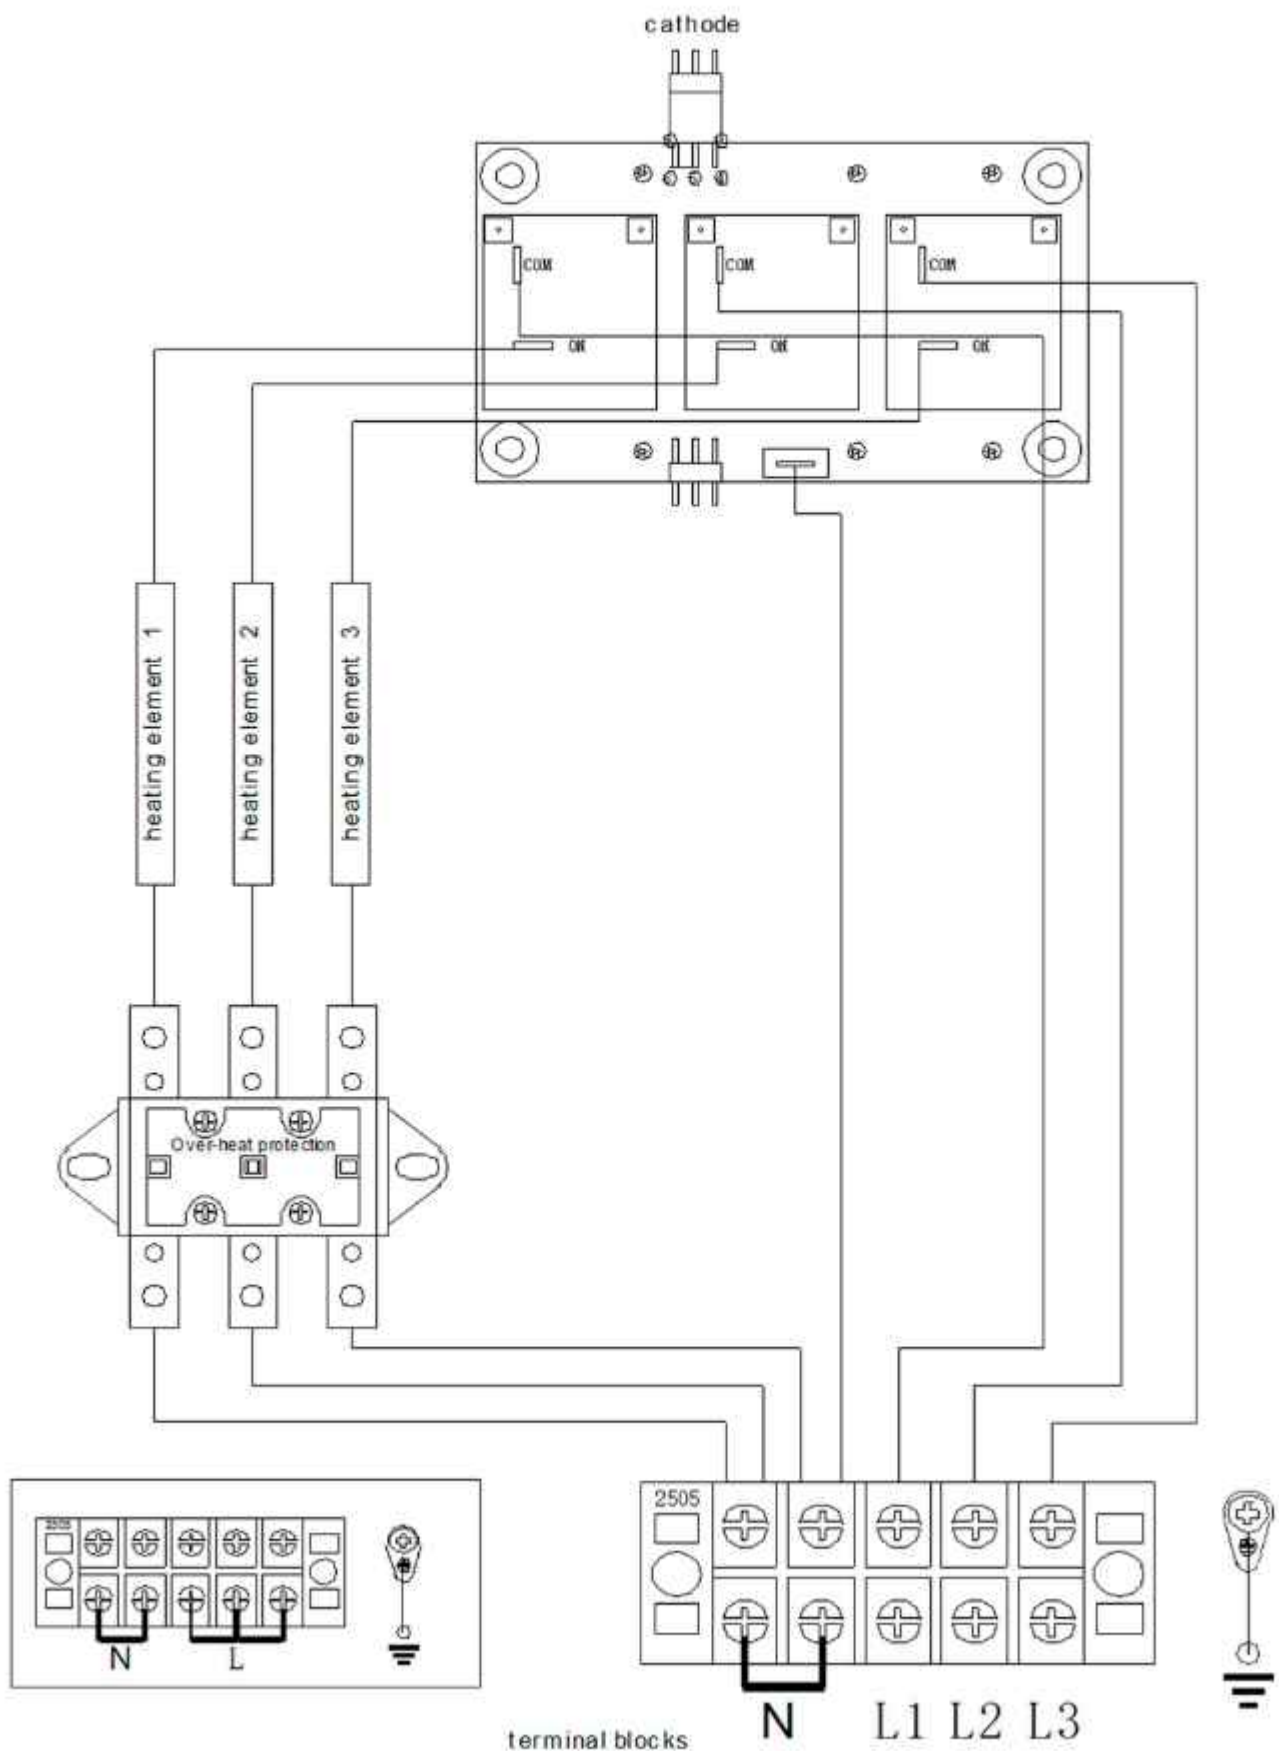 cathode
COM COM COM
ON ON ON
heating element 1
heating element 2
heating element 3
Over-heat protection
2505
2505
N L
N L1 L2 L3
terminal blocks